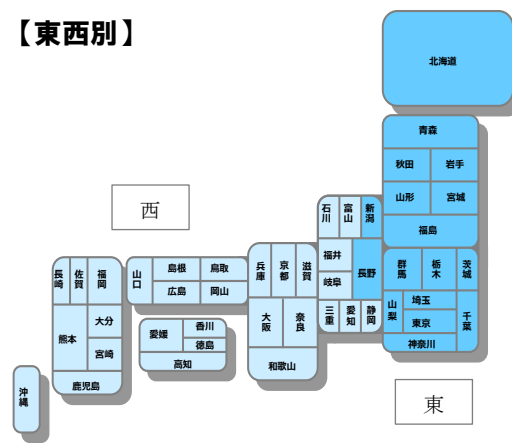 【東西別】
北海道
青森
秋田 岩手
山形 宮城
福島
西
石川 富山 新潟
福井
長野
岐阜
三重 愛知 静岡
群馬 栃木 茨城
山梨 埼玉
東京
千葉
神奈川
兵庫 京都 滋賀
大阪 奈良
和歌山
山口 島根 鳥取
広島 岡山
愛媛 香川
徳島
高知
長崎 佐賀 福岡
熊本 大分
宮崎
鹿児島
沖縄
東